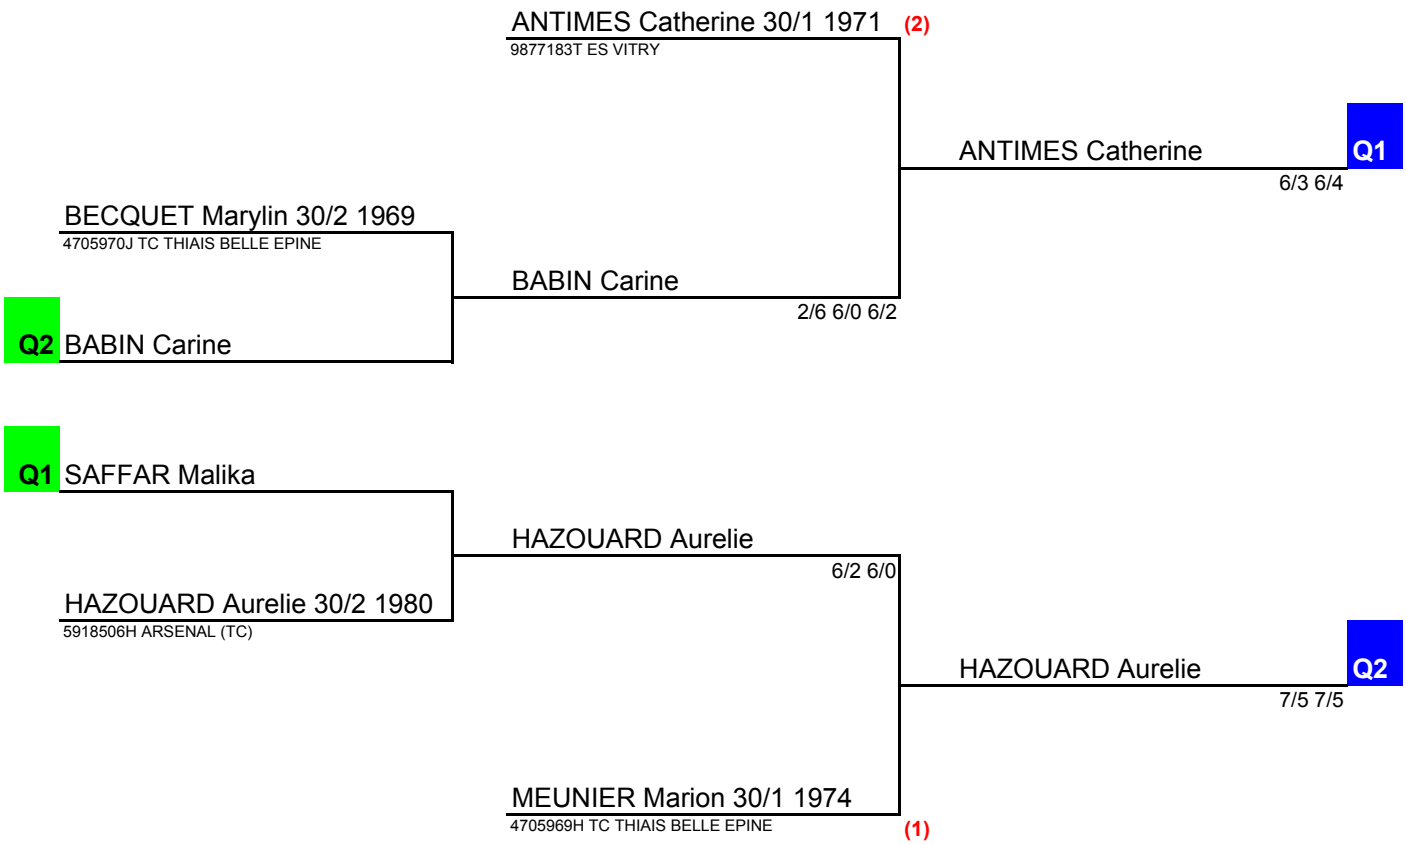 ANTIMES Catherine 30/1 1971 (2)
9877183T ES VITRY
ANTIMES Catherine Q1
6/3 6/4
BECQUET Marylin 30/2 1969
4705970J TC THIAIS BELLE EPINE
BABIN Carine
2/6 6/0 6/2
Q2 BABIN Carine
Q1 SAFFAR Malika
HAZOUARD Aurelie
6/2 6/0
HAZOUARD Aurelie 30/2 1980
5918506H ARSENAL (TC)
HAZOUARD Aurelie Q2
7/5 7/5
MEUNIER Marion 30/1 1974
4705969H TC THIAIS BELLE EPINE (1)